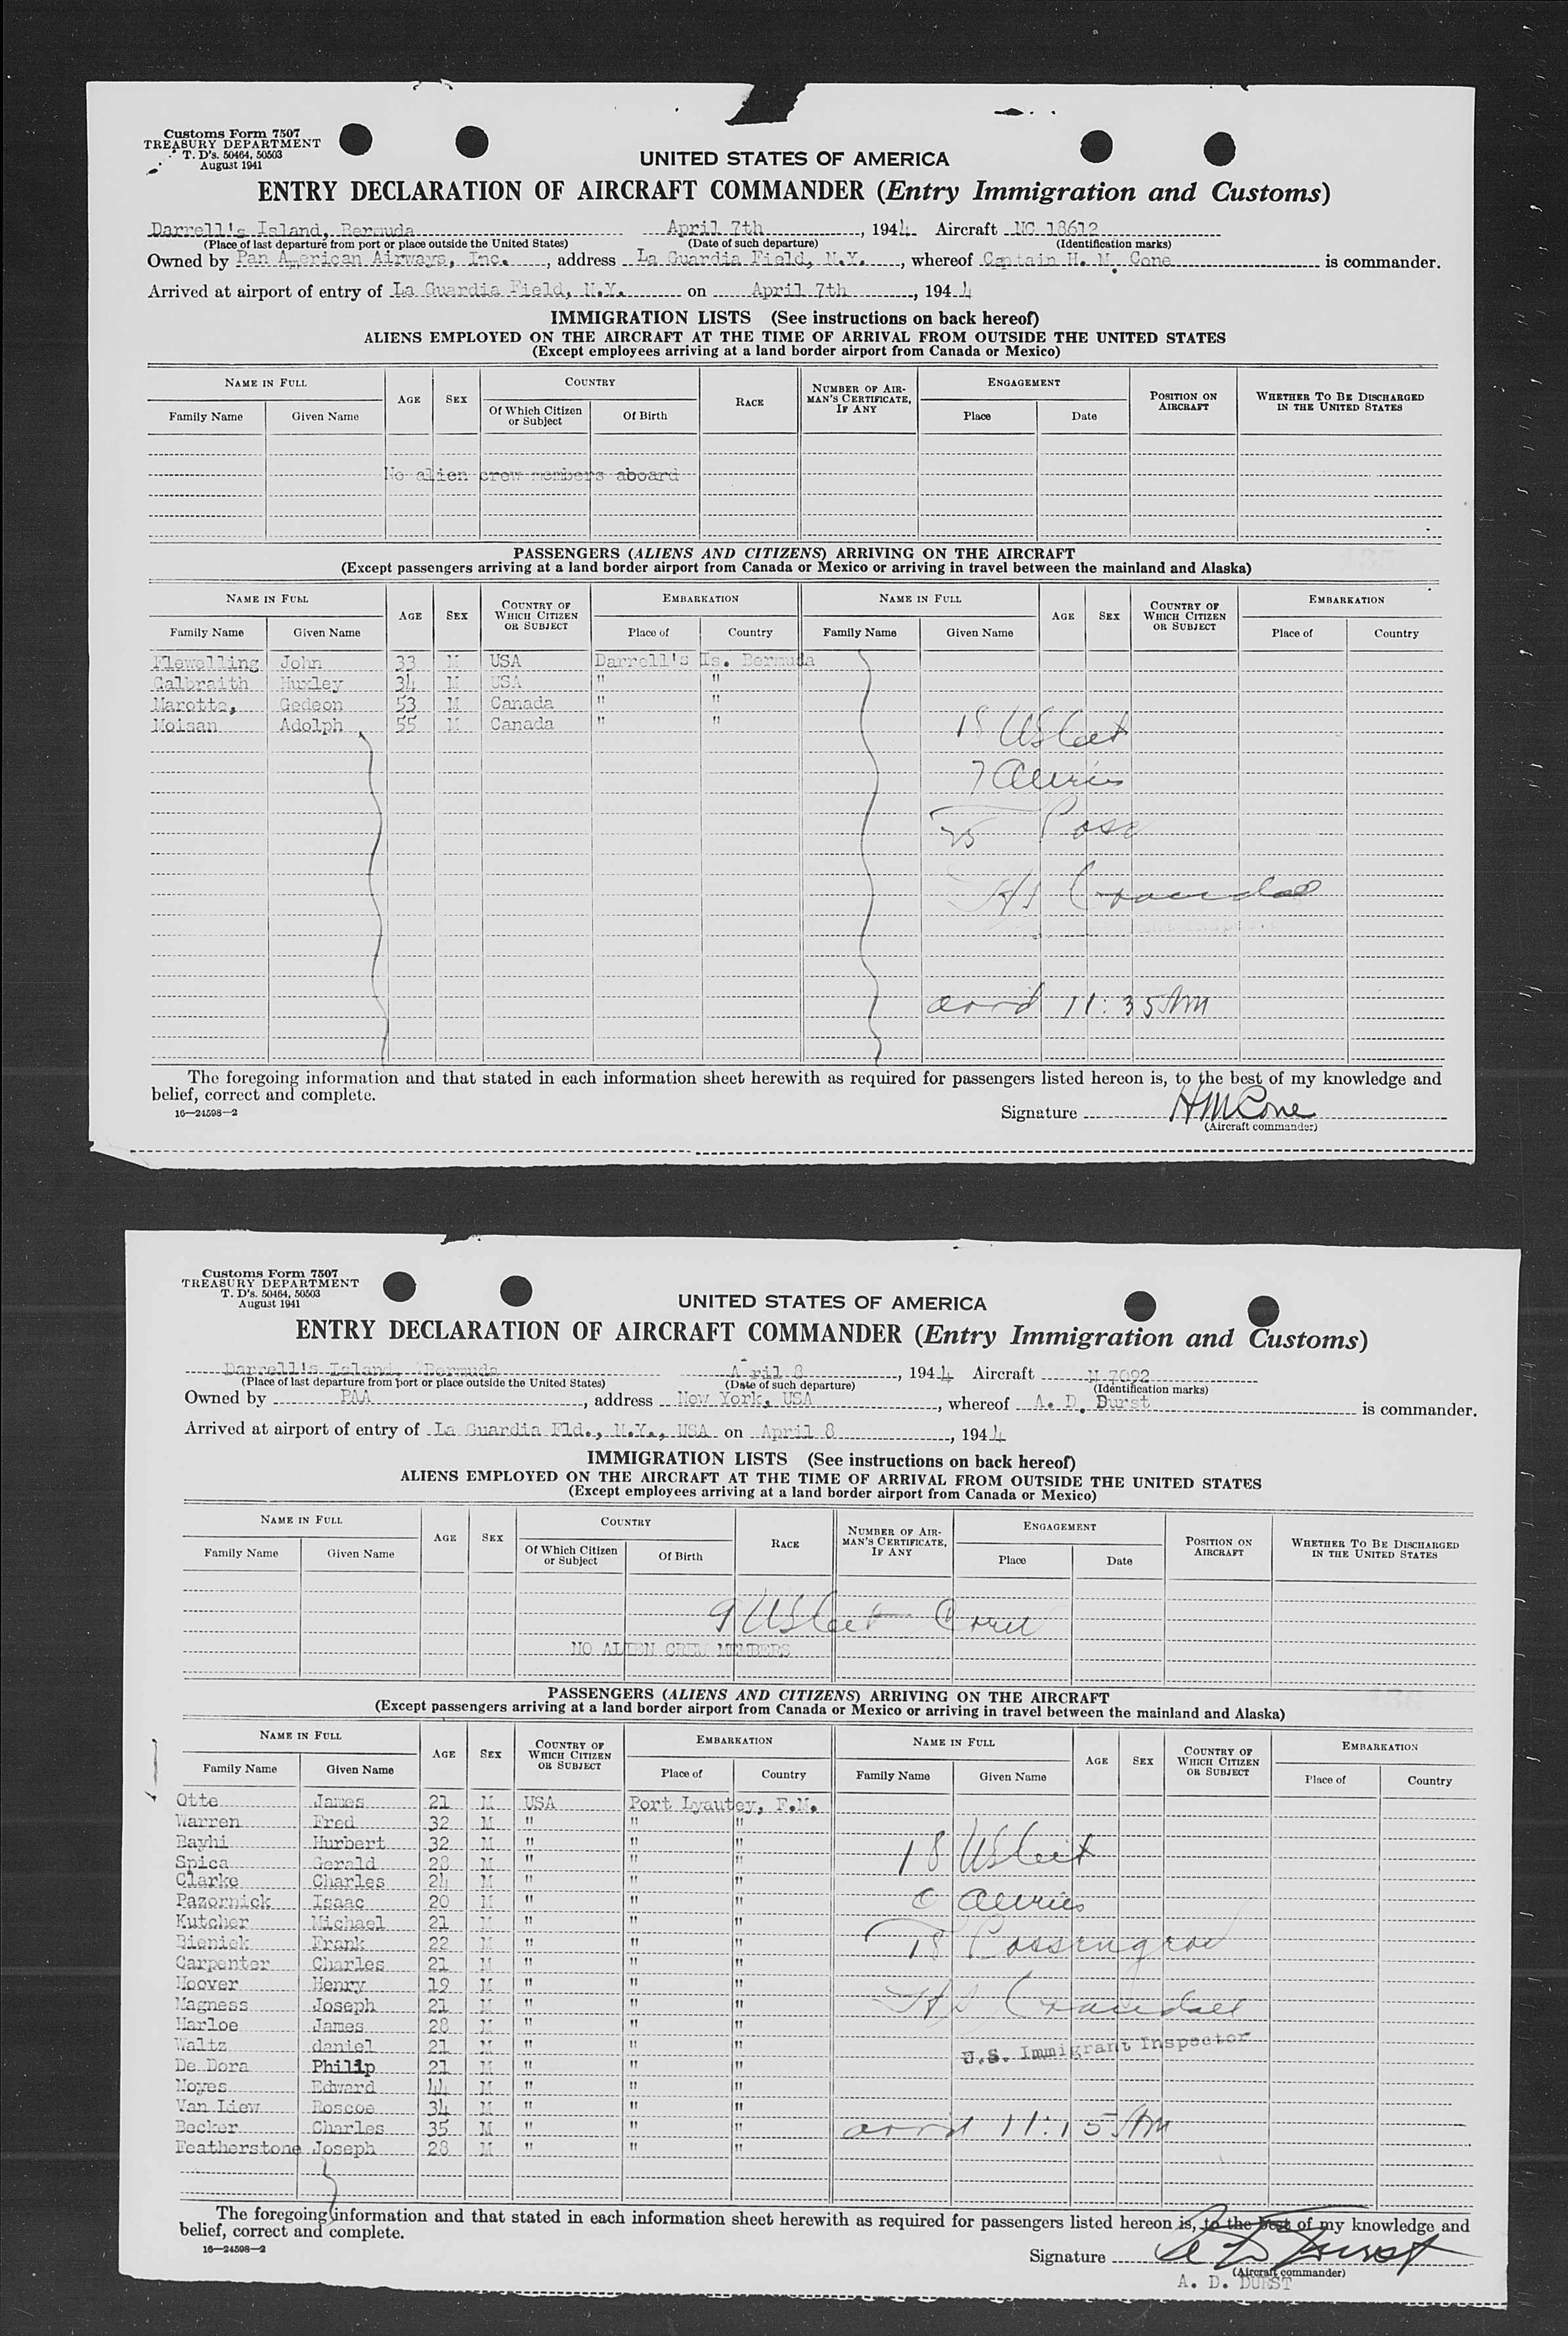 Customs Form 7507
TREASURY DEPARTMENT
T. D's. 50464, 50503
August 1941
UNITED STATES OF AMERICA
ENTRY DECLARATION OF AIRCRAFT COMMANDER (Entry Immigration and Customs)
Darrell's Island, Bermuda April 7th, 1944 Aircraft NC 18612
(Place of last departure from port or place outside the United States) (Date of such departure) (Identification marks)
Owned by Pan American Airways, Inc., address La Guardia Field, N.Y., whereof Captain H. M. Cone is commander.
Arrived at airport of entry of La Guardia Field, N.Y. on April 7th, 1944
IMMIGRATION LISTS (See instructions on back hereof)
ALIENS EMPLOYED ON THE AIRCRAFT AT THE TIME OF ARRIVAL FROM OUTSIDE THE UNITED STATES
(Except employees arriving at a land border airport from Canada or Mexico)
NAME IN FULL AGE SEX COUNTRY RACE NUMBER OF AIRMAN'S CERTIFICATE, IF ANY ENGAGEMENT POSITION ON AIRCRAFT WHETHER TO BE DISCHARGED IN THE UNITED STATES
Family Name Given Name Of Which Citizen or Subject Of Birth Place Date
No alien crew members aboard
PASSENGERS (ALIENS AND CITIZENS) ARRIVING ON THE AIRCRAFT
(Except passengers arriving at a land border airport from Canada or Mexico or arriving in travel between the mainland and Alaska)
NAME IN FULL AGE SEX COUNTRY OF WHICH CITIZEN OR SUBJECT EMBARKATION NAME IN FULL AGE SEX COUNTRY OF WHICH CITIZEN OR SUBJECT EMBARKATION
Family Name Given Name Place of Country Family Name Given Name Place of Country
Flewelling John 33 M USA Darrell's Is. Bermuda
Galbraith Huxley 34 M USA " "
Marotte, Gedeon 53 M Canada " "
Moisan Adolph 55 M Canada " "
18 US Cit
7 Aliens
25 Pass
Crandall
arrd 11:35 AM
The foregoing information and that stated in each information sheet herewith as required for passengers listed hereon is, to the best of my knowledge and
belief, correct and complete.
16—24598—2
Signature HM Cone
(Aircraft commander)
Customs Form 7507
TREASURY DEPARTMENT
T. D's. 50464, 50503
August 1941
UNITED STATES OF AMERICA
ENTRY DECLARATION OF AIRCRAFT COMMANDER (Entry Immigration and Customs)
Darrell's Island, Bermuda April 8, 1944 Aircraft N 7092
(Place of last departure from port or place outside the United States) (Date of such departure) (Identification marks)
Owned by PAA, address New York, USA, whereof A. D. Durst is commander.
Arrived at airport of entry of La Guardia Fld., N.Y., USA on April 8, 1944
IMMIGRATION LISTS (See instructions on back hereof)
ALIENS EMPLOYED ON THE AIRCRAFT AT THE TIME OF ARRIVAL FROM OUTSIDE THE UNITED STATES
(Except employees arriving at a land border airport from Canada or Mexico)
NAME IN FULL AGE SEX COUNTRY RACE NUMBER OF AIRMAN'S CERTIFICATE, IF ANY ENGAGEMENT POSITION ON AIRCRAFT WHETHER TO BE DISCHARGED IN THE UNITED STATES
Family Name Given Name Of Which Citizen or Subject Of Birth Place Date
9 US Cit Crew
NO ALIEN CREW MEMBERS
PASSENGERS (ALIENS AND CITIZENS) ARRIVING ON THE AIRCRAFT
(Except passengers arriving at a land border airport from Canada or Mexico or arriving in travel between the mainland and Alaska)
NAME IN FULL AGE SEX COUNTRY OF WHICH CITIZEN OR SUBJECT EMBARKATION NAME IN FULL AGE SEX COUNTRY OF WHICH CITIZEN OR SUBJECT EMBARKATION
Family Name Given Name Place of Country Family Name Given Name Place of Country
Otte James 21 M USA Port Lyautey, F.M.
Warren Fred 32 M " " "
Bayhi Hurbert 32 M " " "
Spica Gerald 28 M " " "
Clarke Charles 24 M " " "
Pazornick Isaac 20 M " " "
Kutcher Michael 21 M " " "
Bieniek Frank 22 M " " "
Carpenter Charles 21 M " " "
Hoover Henry 19 M " " "
Magness Joseph 21 M " " "
Harloe James 28 M " " "
Waltz daniel 21 M " " "
De Dora Philip 21 M " " "
Noyes Edward 44 M " " "
Van Liew Roscoe 34 M " " "
Becker Charles 35 M " " "
Featherstone Joseph 28 M " " "
18 US Cit
0 Aliens
18 Passengers
Crandall
U.S. Immigrant Inspector
arrd 11:15 AM
The foregoing information and that stated in each information sheet herewith as required for passengers listed hereon is, to the best of my knowledge and
belief, correct and complete.
16—24598—2
Signature A D Durst
(Aircraft commander)
A. D. DURST